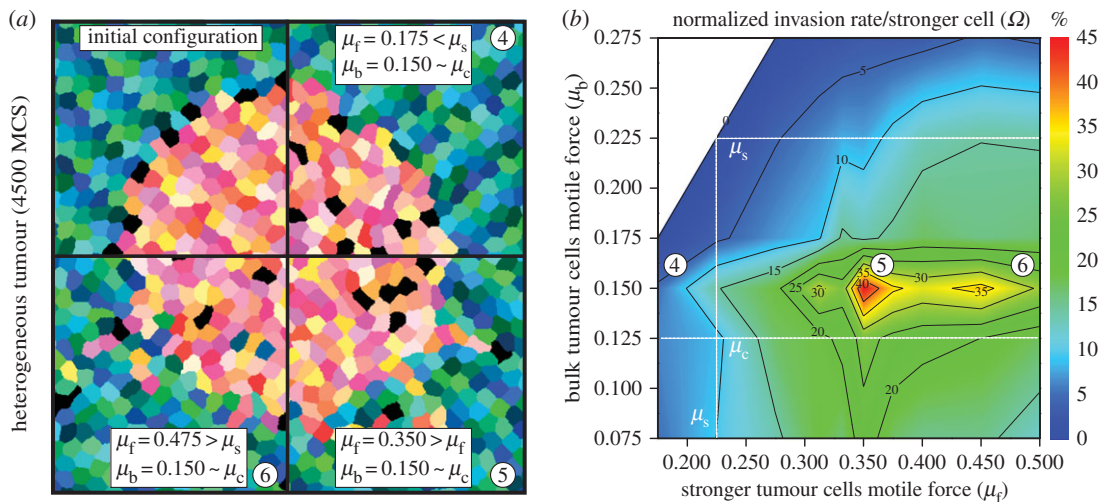 (a)
heterogeneous tumour (4500 MCS)
initial configuration
μf = 0.175 < μs
μb = 0.150 ~ μc
4
μf = 0.475 > μs
μb = 0.150 ~ μc
6
μf = 0.350 > μf
μb = 0.150 ~ μc
5
(b)
normalized invasion rate/stronger cell (Ω)
%
bulk tumour cells motile force (μb)
0.275
0.250
0.225
0.200
0.175
0.150
0.125
0.100
0.075
0
5
μs
10
4
15
5
6
25
30
35
40
30
35
20
μc
μs
20
0.200
0.250
0.300
0.350
0.400
0.450
0.500
stronger tumour cells motile force (μf)
45
40
35
30
25
20
15
10
5
0